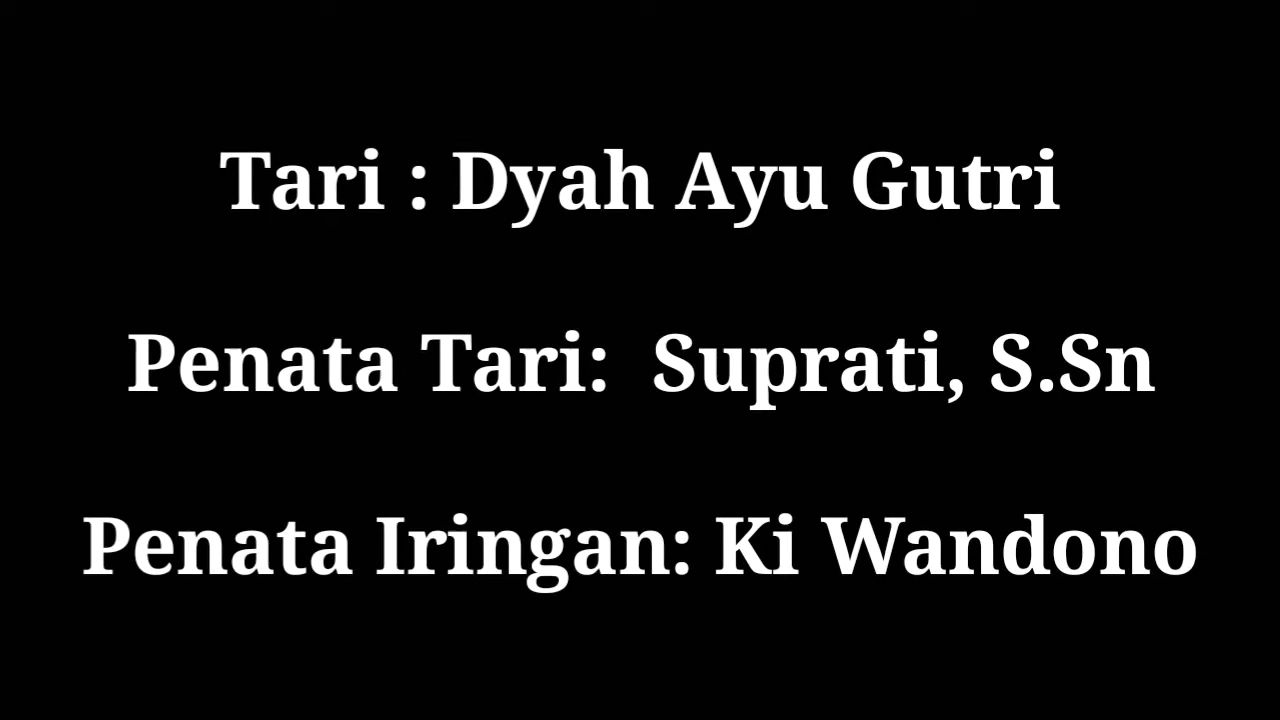 Tari : Dyah Ayu Gutri
Penata Tari:  Suprati, S.Sn
Penata Iringan: Ki Wandono